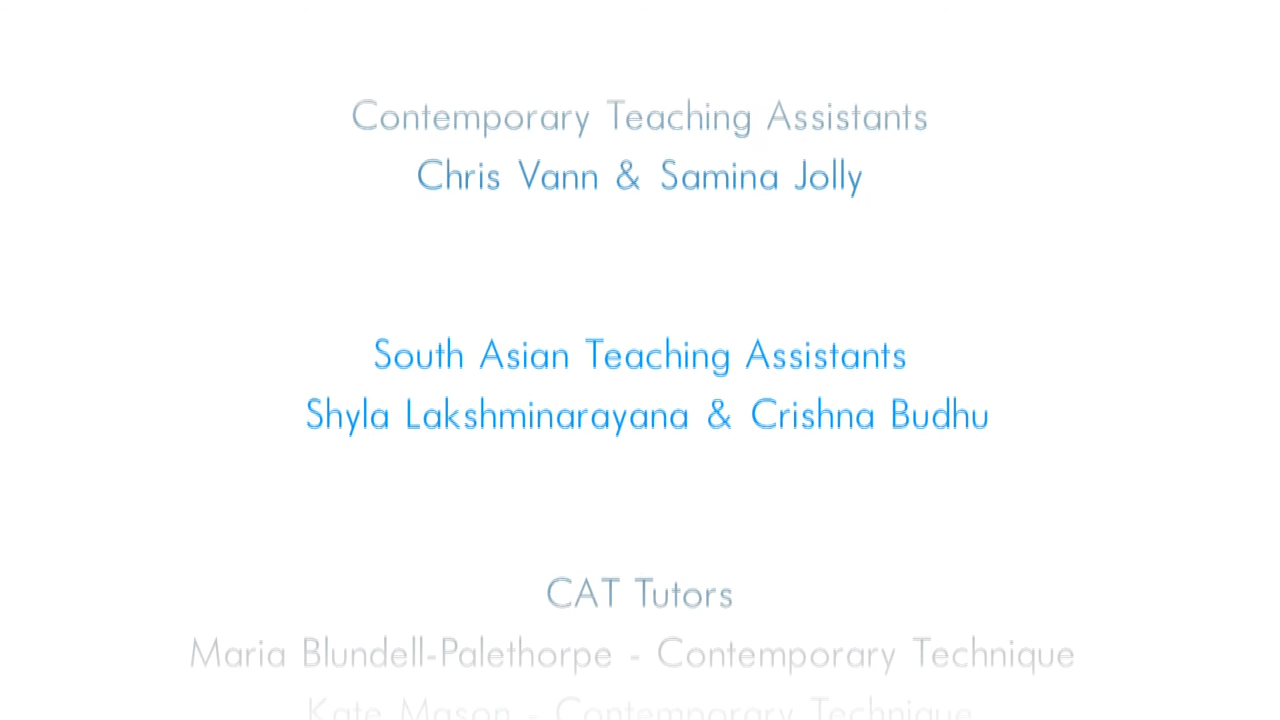 Contemporary Teaching Assistants
Chris Vann & Samina Jolly
South Asian Teaching Assistants
Shyla Lakshminarayana & Crishna Budhu
CAT Tutors
Maria Blundell-Palethorpe - Contemporary Technique
Kate Mason - Contemporary Technique